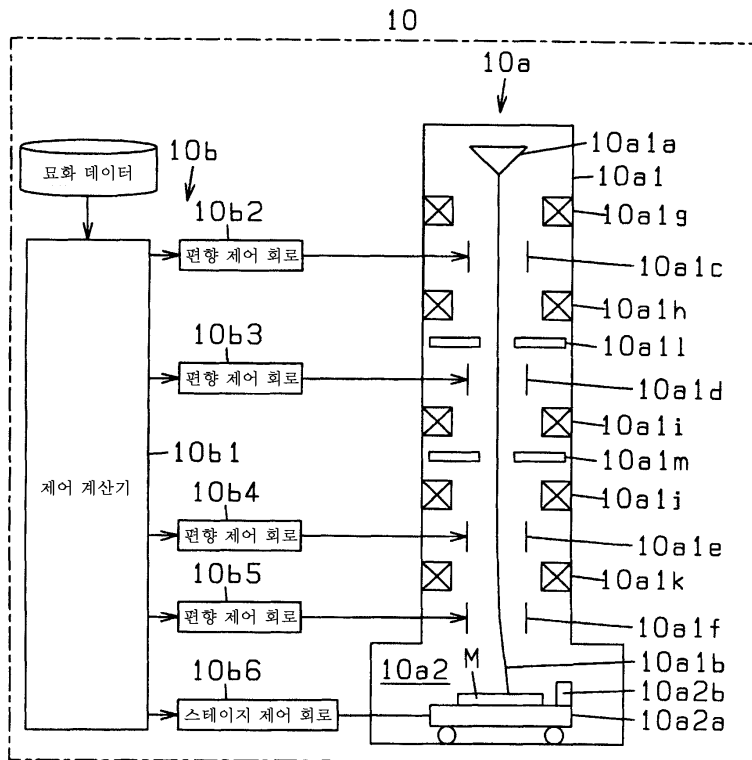 10
10a
묘화 데이터
10b
10a1a
10a1
10b2
편향 제어 회로
10a1g
10a1c
10a1h
10b3
편향 제어 회로
10a1l
10a1d
10a1i
10b1
제어 계산기
10a1m
10b4
편향 제어 회로
10a1j
10a1e
10b5
편향 제어 회로
10a1k
10a1f
10b6
스테이지 제어 회로
10a2
M
10a1b
10a2b
10a2a